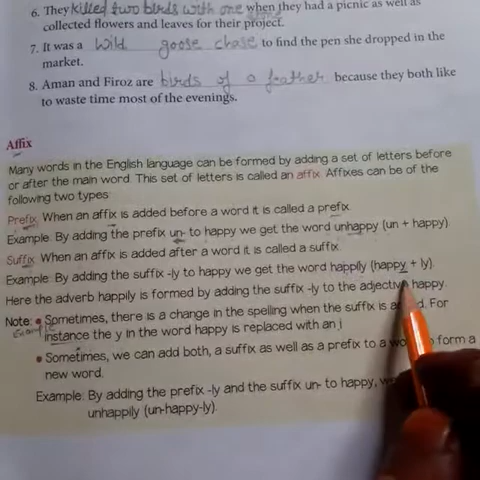 6. They killed two birds with one stone when they had a picnic as well as
collected flowers and leaves for their project.
7. It was a wild goose chase to find the pen she dropped in the
market.
8. Aman and Firoz are birds of a feather because they both like
to waste time most of the evenings.
Affix
Many words in the English language can be formed by adding a set of letters before
or after the main word. This set of letters is called an affix. Affixes can be of the
following two types:
Prefix: When an affix is added before a word it is called a prefix.
Example: By adding the prefix un- to happy we get the word unhappy (un + happy)
Suffix: When an affix is added after a word it is called a suffix.
Example: By adding the suffix -ly to happy we get the word happily (happy + ly).
Here the adverb happily is formed by adding the suffix -ly to the adjective happy.
Note: • Sometimes, there is a change in the spelling when the suffix is For
Example instance the y in the word happy is replaced with an i
• Sometimes, we can add both, a suffix as well as a prefix to a form a
new word.
Example: By adding the prefix -ly and the suffix un- to happy,
unhappily (un-happy-ly).